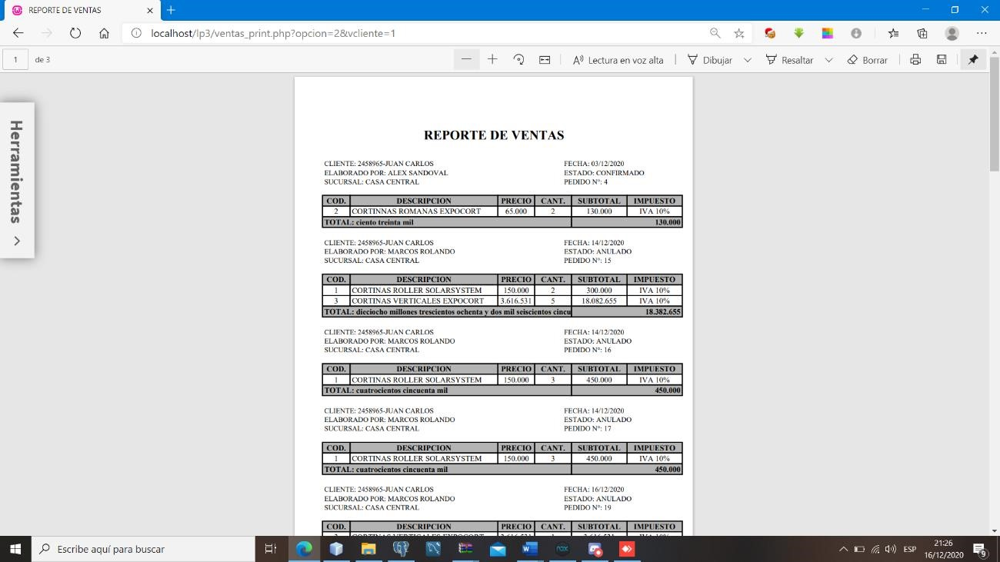 REPORTE DE VENTAS
localhost/lp3/ventas_print.php?opcion=2&vcliente=1
1 de 3 Lectura en voz alta Dibujar Resaltar Borrar
Herramientas
REPORTE DE VENTAS
CLIENTE: 2458965-JUAN CARLOS FECHA: 03/12/2020
ELABORADO POR: ALEX SANDOVAL ESTADO: CONFIRMADO
SUCURSAL: CASA CENTRAL PEDIDO N°: 4
COD. DESCRIPCION PRECIO CANT. SUBTOTAL IMPUESTO
2 CORTINNAS ROMANAS EXPOCORT 65.000 2 130.000 IVA 10%
TOTAL: ciento treinta mil 130.000
CLIENTE: 2458965-JUAN CARLOS FECHA: 14/12/2020
ELABORADO POR: MARCOS ROLANDO ESTADO: ANULADO
SUCURSAL: CASA CENTRAL PEDIDO N°: 15
COD. DESCRIPCION PRECIO CANT. SUBTOTAL IMPUESTO
1 CORTINAS ROLLER SOLARSYSTEM 150.000 2 300.000 IVA 10%
3 CORTINAS VERTICALES EXPOCORT 3.616.531 5 18.082.655 IVA 10%
TOTAL: dieciocho millones trescientos ochenta y dos mil seiscientos cincu 18.382.655
CLIENTE: 2458965-JUAN CARLOS FECHA: 14/12/2020
ELABORADO POR: MARCOS ROLANDO ESTADO: ANULADO
SUCURSAL: CASA CENTRAL PEDIDO N°: 16
COD. DESCRIPCION PRECIO CANT. SUBTOTAL IMPUESTO
1 CORTINAS ROLLER SOLARSYSTEM 150.000 3 450.000 IVA 10%
TOTAL: cuatrocientos cincuenta mil 450.000
CLIENTE: 2458965-JUAN CARLOS FECHA: 14/12/2020
ELABORADO POR: MARCOS ROLANDO ESTADO: ANULADO
SUCURSAL: CASA CENTRAL PEDIDO N°: 17
COD. DESCRIPCION PRECIO CANT. SUBTOTAL IMPUESTO
1 CORTINAS ROLLER SOLARSYSTEM 150.000 3 450.000 IVA 10%
TOTAL: cuatrocientos cincuenta mil 450.000
CLIENTE: 2458965-JUAN CARLOS FECHA: 16/12/2020
ELABORADO POR: MARCOS ROLANDO ESTADO: ANULADO
SUCURSAL: CASA CENTRAL PEDIDO N°: 19
COD. DESCRIPCION PRECIO CANT. SUBTOTAL IMPUESTO
Escribe aquí para buscar ESP 21:26
16/12/2020 9